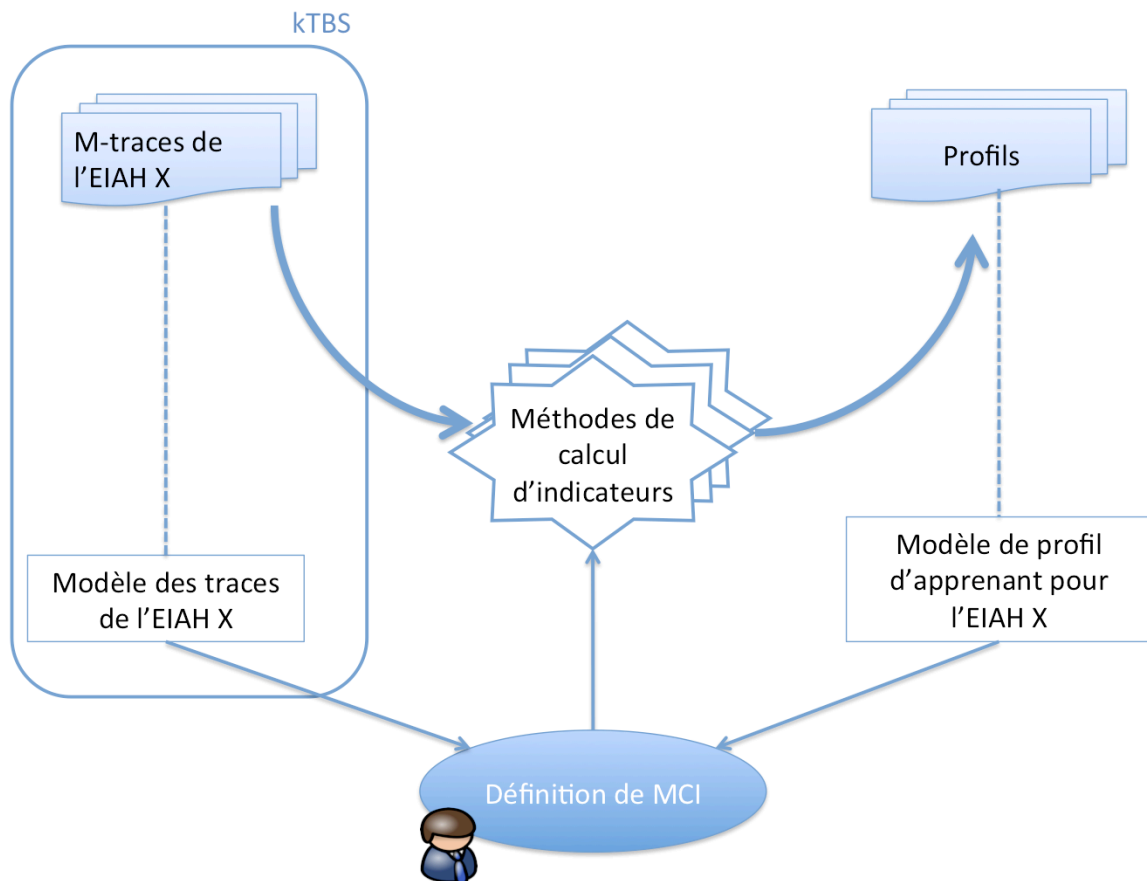 kTBS
M-traces de
l’EIAH X
Profils
Méthodes de
calcul
d’indicateurs
Modèle des traces
de l’EIAH X
Modèle de profil
d’apprenant pour
l’EIAH X
Définition de MCI